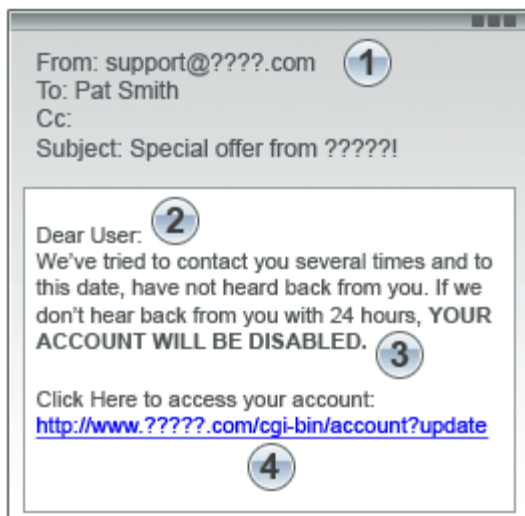 From: support@????.com 1
To: Pat Smith
Cc:
Subject: Special offer from ?????!
Dear User: 2
We've tried to contact you several times and to
this date, have not heard back from you. If we
don't hear back from you with 24 hours, YOUR
ACCOUNT WILL BE DISABLED. 3
Click Here to access your account:
http://www.?????.com/cgi-bin/account?update
4